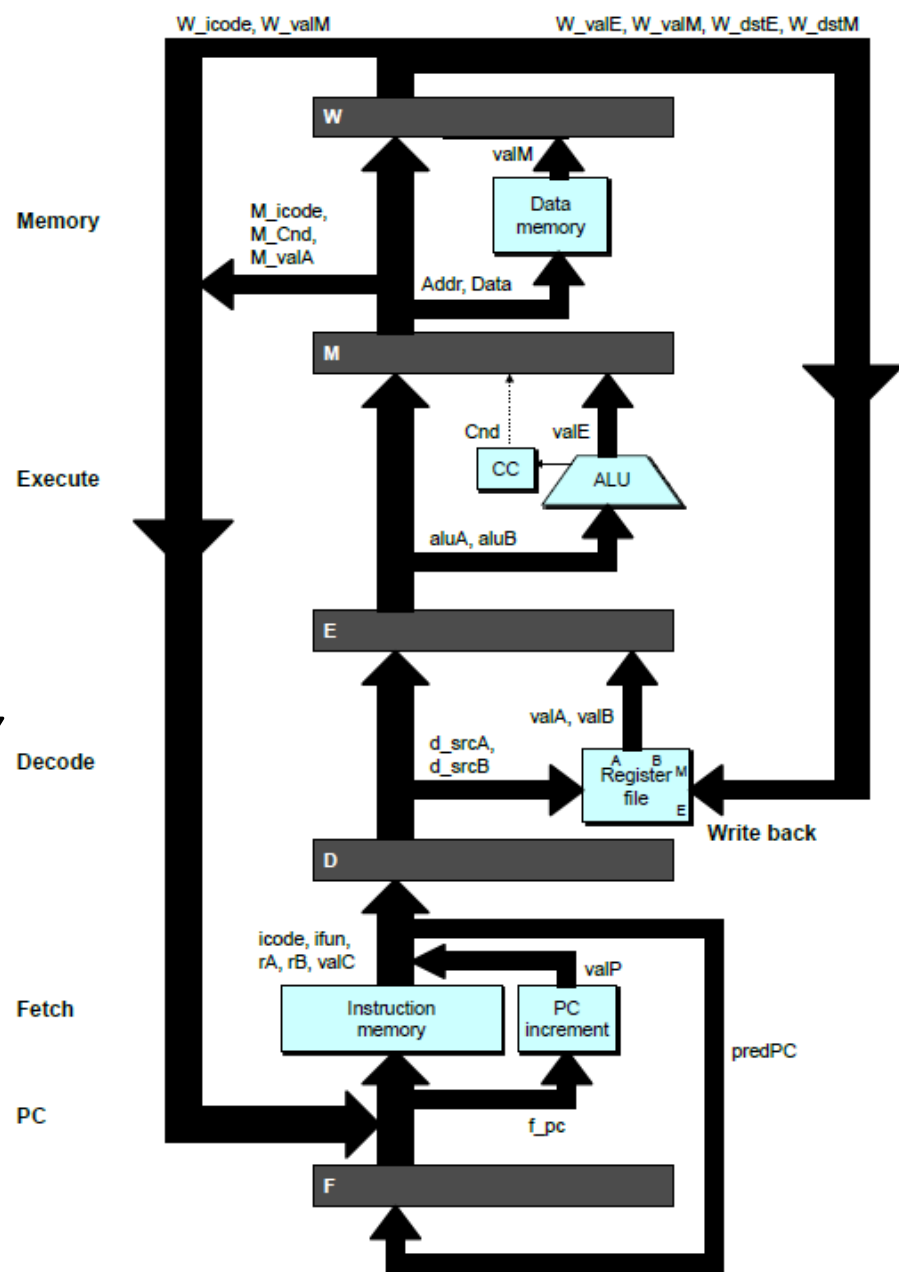 W_icode, W_valM
W_valE, W_valM, W_dstE, W_dstM
W
valM
Memory
Data
memory
M_icode,
M_Cnd,
M_valA
Addr, Data
M
Cnd
valE
Execute
CC
ALU
aluA, aluB
E
valA, valB
Decode
d_srcA,
d_srcB
A B
M
Register
file
E
Write back
D
icode, ifun,
rA, rB, valC
valP
Fetch
Instruction
memory
PC
increment
predPC
PC
f_pc
F